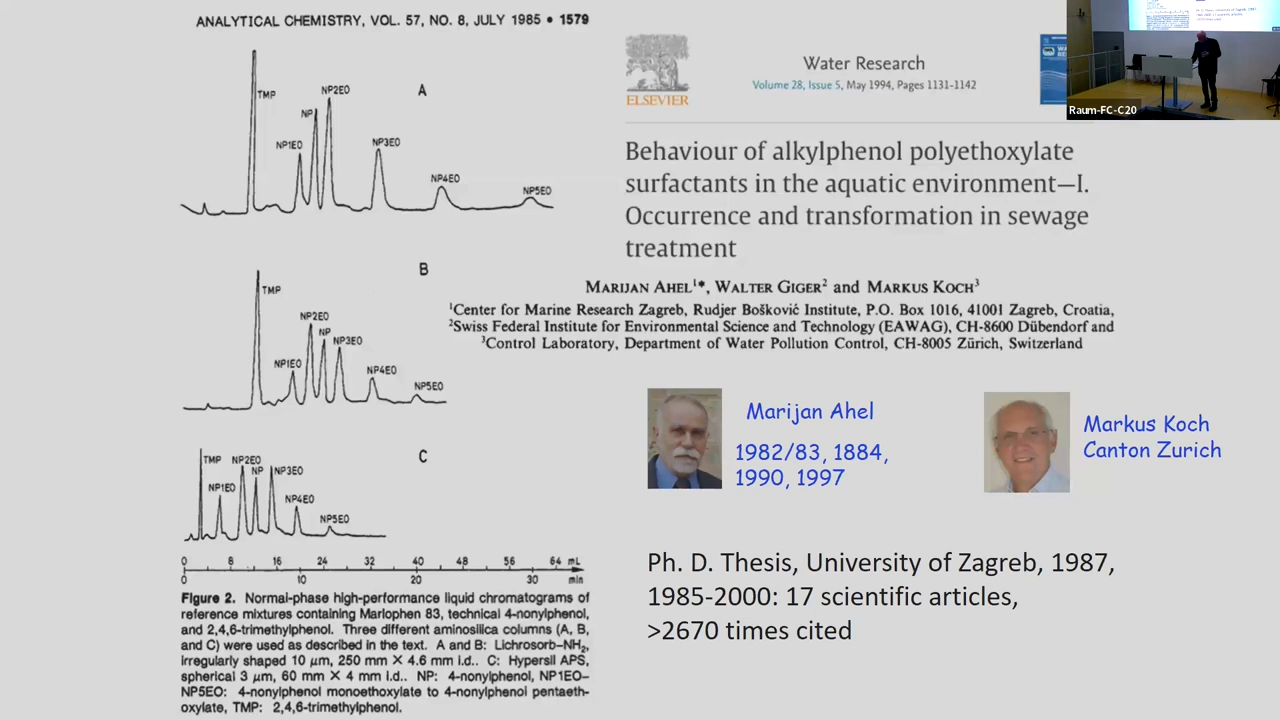 ANALYTICAL CHEMISTRY, VOL. 57, NO. 8, JULY 1985 • 1579
A
TMP
NP1EO
NP
NP2EO
NP3EO
NP4EO
NP5EO
B
TMP
NP1EO
NP2EO
NP
NP3EO
NP4EO
NP5EO
C
TMP
NP1EO
NP2EO
NP
NP3EO
NP4EO
NP5EO
0 8 16 24 32 40 48 56 64 mL
0 10 20 30 min
Figure 2. Normal-phase high-performance liquid chromatograms of
reference mixtures containing Marlophen 83, technical 4-nonylphenol,
and 2,4,6-trimethylphenol. Three different aminosilica columns (A, B,
and C) were used as described in the text. A and B: Lichrosorb-NH₂,
irregularly shaped 10 μm, 250 mm × 4.6 mm i.d.. C: Hypersil APS,
spherical 3 μm, 60 mm × 4 mm i.d.. NP: 4-nonylphenol, NP1EO–
NP5EO: 4-nonylphenol monoethoxylate to 4-nonylphenol pentaeth-
oxylate, TMP: 2,4,6-trimethylphenol.
ELSEVIER
Water Research
Volume 28, Issue 5, May 1994, Pages 1131-1142
Raum-FC-C20
Behaviour of alkylphenol polyethoxylate
surfactants in the aquatic environment—I.
Occurrence and transformation in sewage
treatment
MARIJAN AHEL¹*, WALTER GIGER² and MARKUS KOCH³
¹Center for Marine Research Zagreb, Rudjer Bošković Institute, P.O. Box 1016, 41001 Zagreb, Croatia,
²Swiss Federal Institute for Environmental Science and Technology (EAWAG), CH-8600 Dübendorf and
³Control Laboratory, Department of Water Pollution Control, CH-8005 Zürich, Switzerland
Marijan Ahel
1982/83, 1884,
1990, 1997
Markus Koch
Canton Zurich
Ph. D. Thesis, University of Zagreb, 1987,
1985-2000: 17 scientific articles,
>2670 times cited